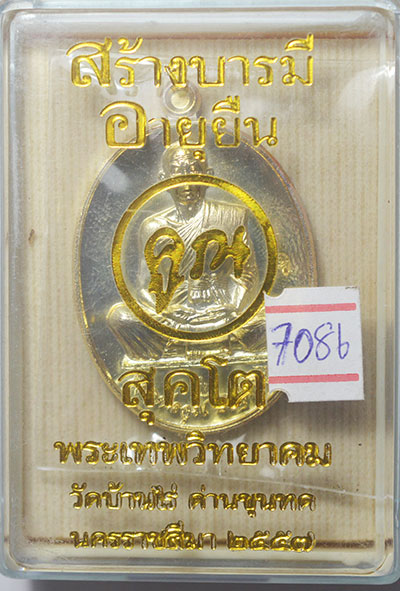 สร้างบารมี
อายุยืน
คูณ
7086
สุคโต
พระเทพวิทยาคม
วัดบ้านไร่ ด่านขุนทด
นครราชสีมา ๒๕๕๗